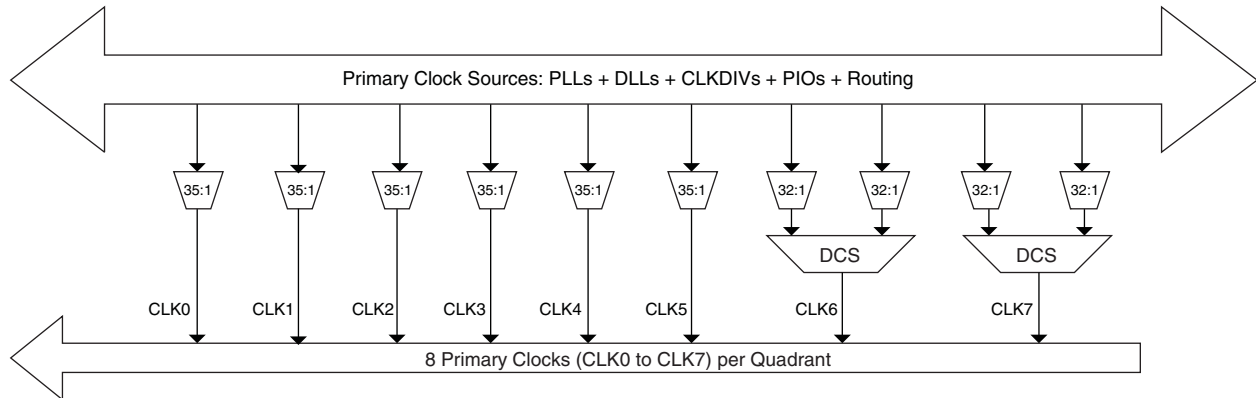 Primary Clock Sources: PLLs + DLLs + CLKDIVs + PIOs + Routing
35:1 35:1 35:1 35:1 35:1 35:1 32:1 32:1 32:1 32:1
DCS DCS
CLK0 CLK1 CLK2 CLK3 CLK4 CLK5 CLK6 CLK7
8 Primary Clocks (CLK0 to CLK7) per Quadrant